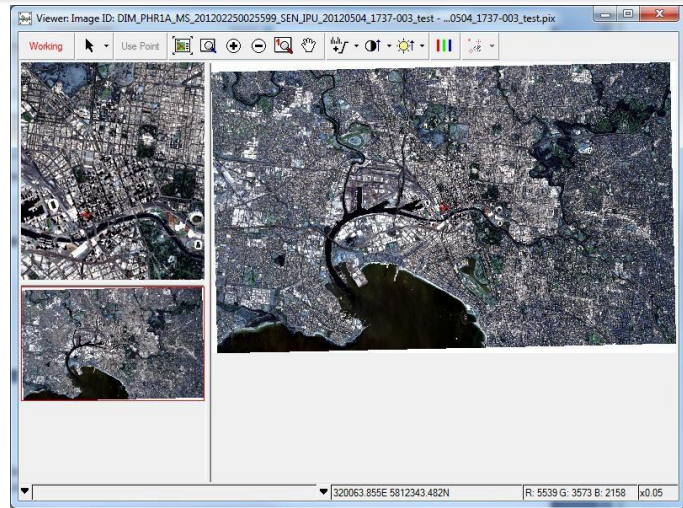 Viewer: Image ID: DIM_PHR1A_MS_201202250025599_SEN_IPU_20120504_1737-003_test - ...0504_1737-003_test.pix
Working Use Point
320063.855E 5812343.482N R: 5539 G: 3573 B: 2158 x0.05